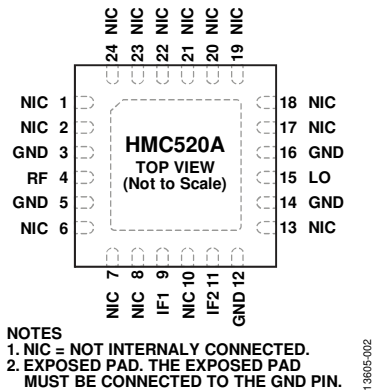 24 NIC
23 NIC
22 NIC
21 NIC
20 NIC
19 NIC
NIC 1
NIC 2
GND 3
RF 4
GND 5
NIC 6
HMC520A
TOP VIEW
(Not to Scale)
18 NIC
17 NIC
16 GND
15 LO
14 GND
13 NIC
NIC 7
NIC 8
IF1 9
NIC 10
IF2 11
GND 12
NOTES
1. NIC = NOT INTERNALY CONNECTED.
2. EXPOSED PAD. THE EXPOSED PAD
MUST BE CONNECTED TO THE GND PIN.
13605-002